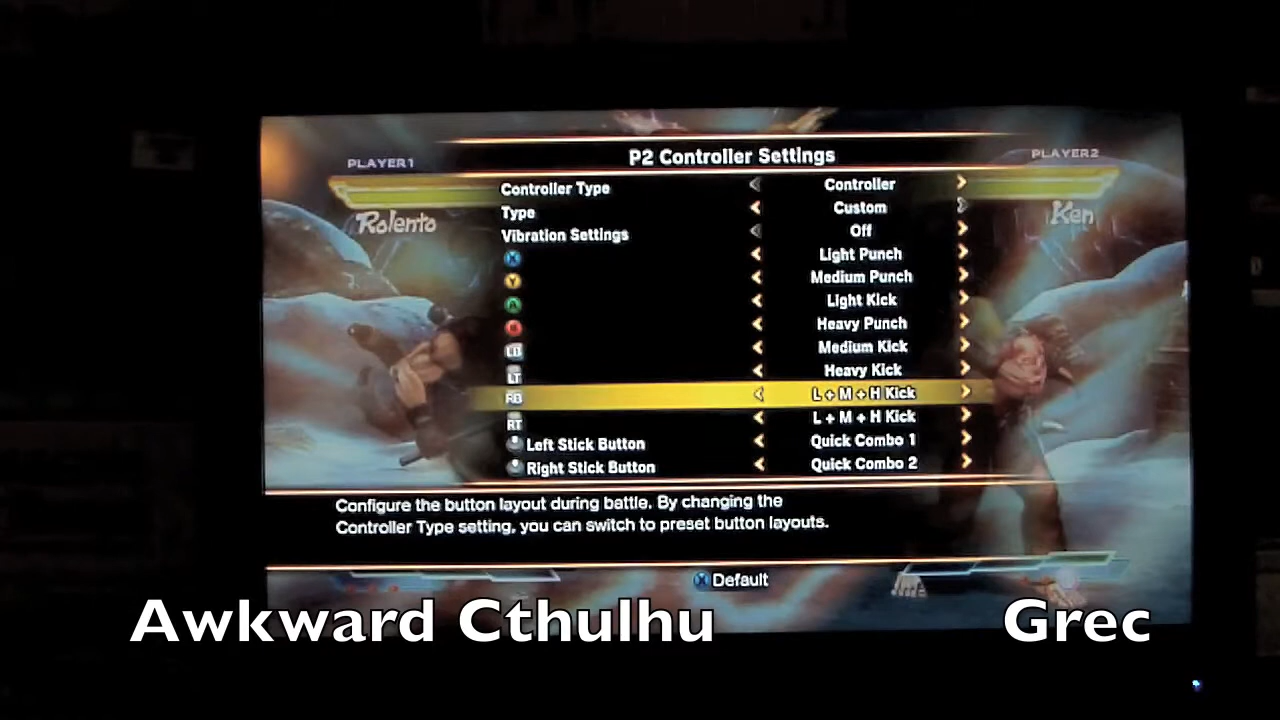 P2 Controller Settings
PLAYER1
PLAYER2
Rolento
Ken
Controller Type Controller
Type Custom
Vibration Settings Off
X Light Punch
Y Medium Punch
A Light Kick
B Heavy Punch
LB Medium Kick
LT Heavy Kick
RB L + M + H Kick
RT L + M + H Kick
Left Stick Button Quick Combo 1
Right Stick Button Quick Combo 2
Configure the button layout during battle. By changing the
Controller Type setting, you can switch to preset button layouts.
X Default
Awkward Cthulhu
Grec